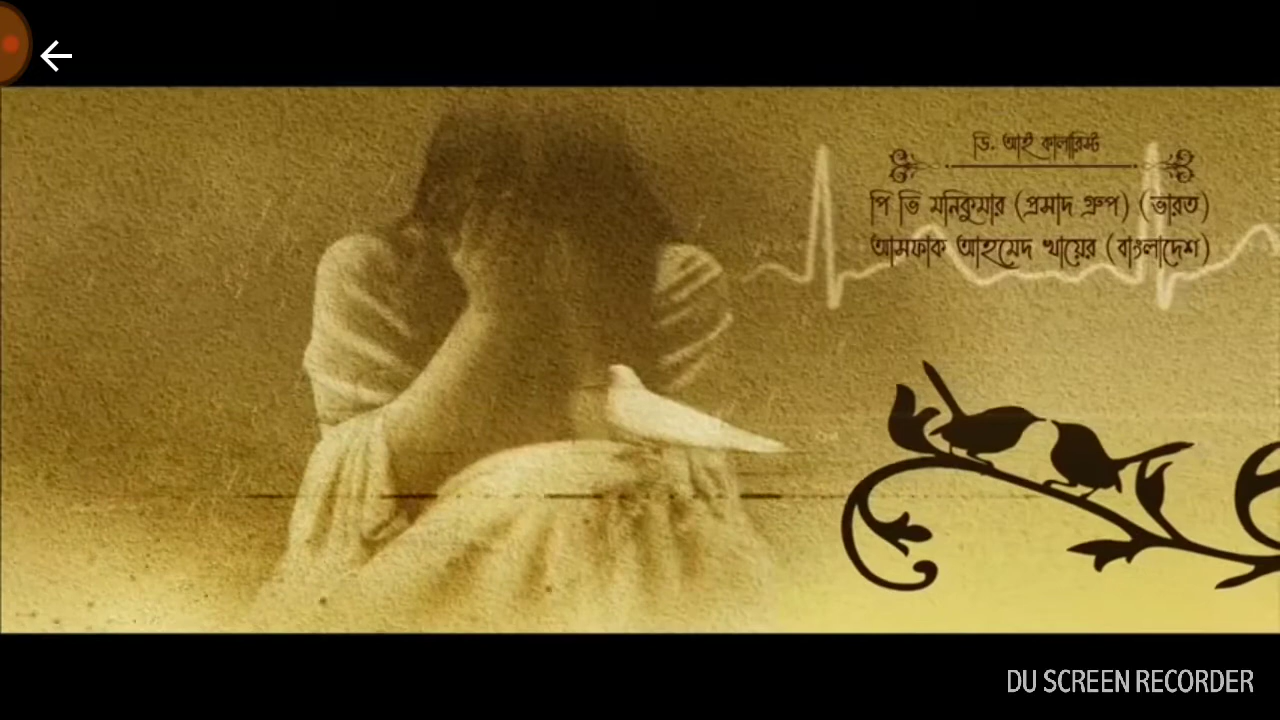 ডি. আই কালারিস্ট
পি ভি মনিকুমার (প্রসাদ গ্রুপ) (ভারত)
আসফাক আহমেদ খায়ের (বাংলাদেশ)
DU SCREEN RECORDER